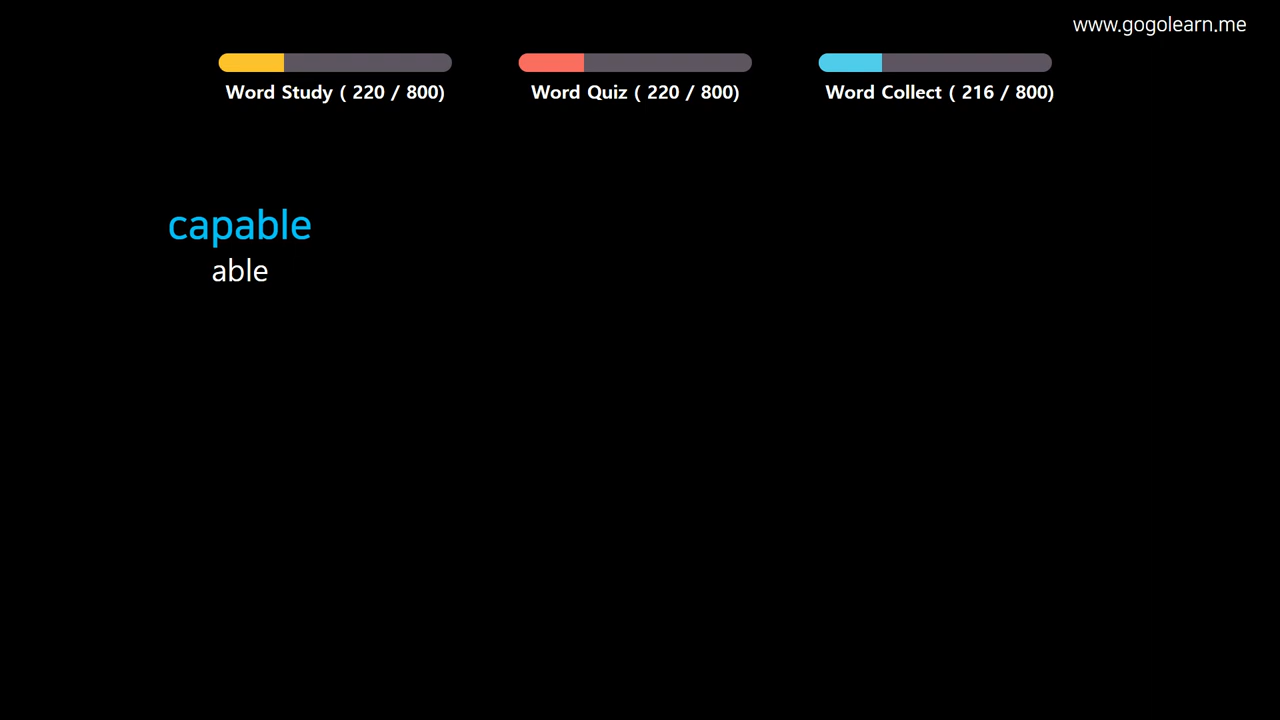 www.gogolearn.me
Word Study ( 220 / 800)
Word Quiz ( 220 / 800)
Word Collect ( 216 / 800)
capable
able